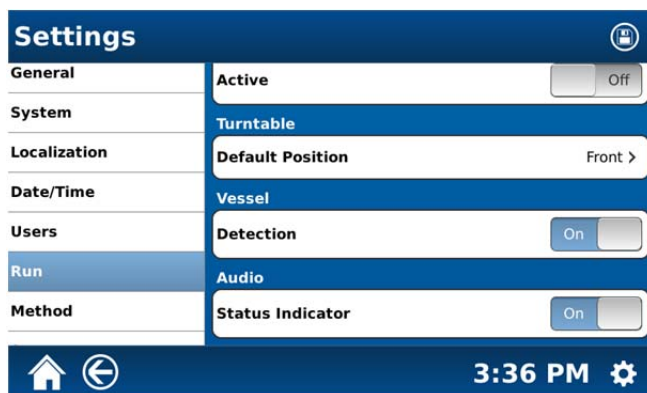 Settings
General
System
Localization
Date/Time
Users
Run
Method
Active Off
Turntable
Default Position Front >
Vessel
Detection On
Audio
Status Indicator On
3:36 PM